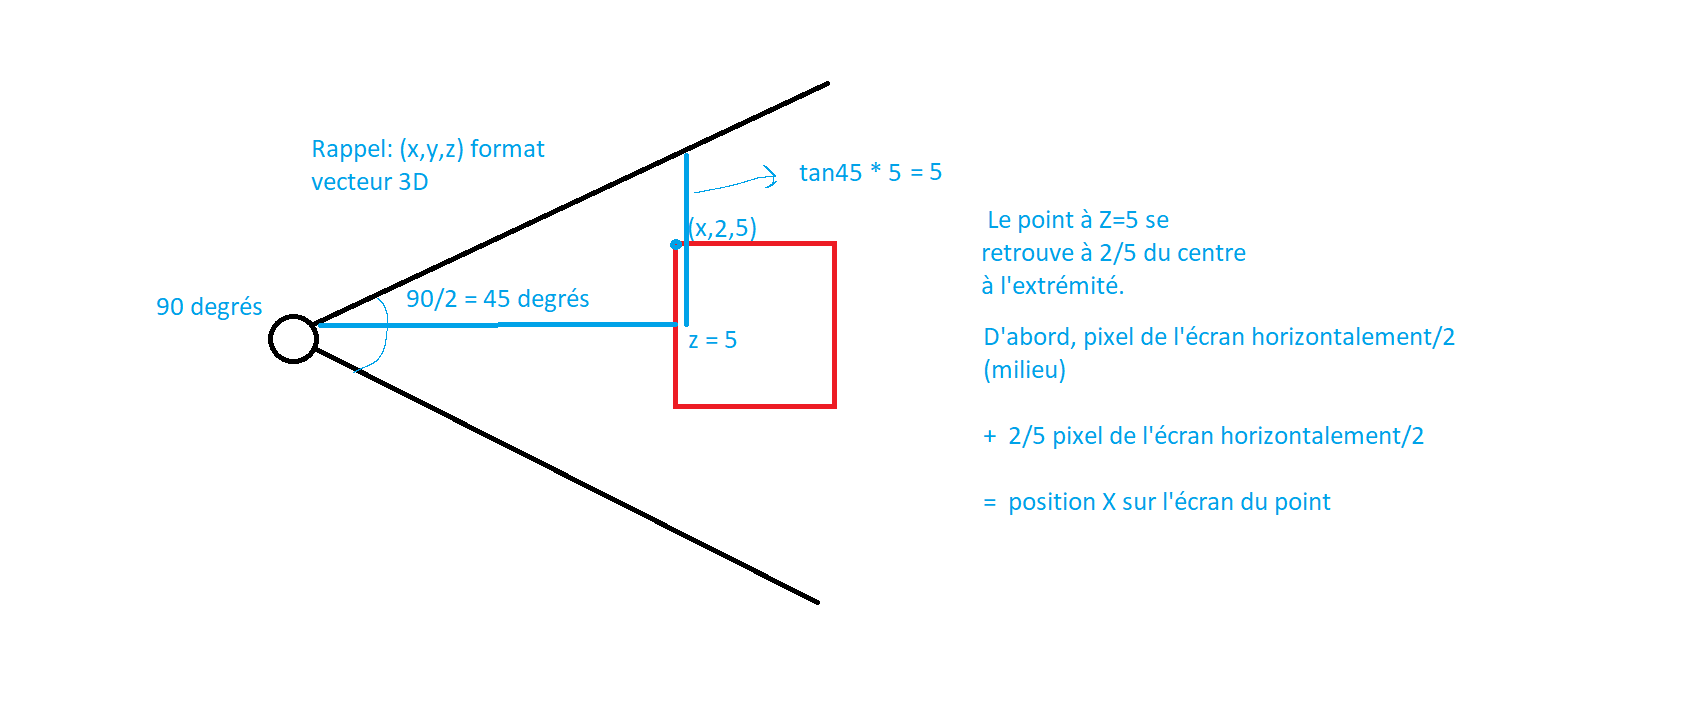 Rappel: (x,y,z) format
vecteur 3D
tan45 * 5 = 5
(x,2,5)
90 degrés
90/2 = 45 degrés
z = 5
Le point à Z=5 se
retrouve à 2/5 du centre
à l'extrémité.
D'abord, pixel de l'écran horizontalement/2
(milieu)
+ 2/5 pixel de l'écran horizontalement/2
= position X sur l'écran du point